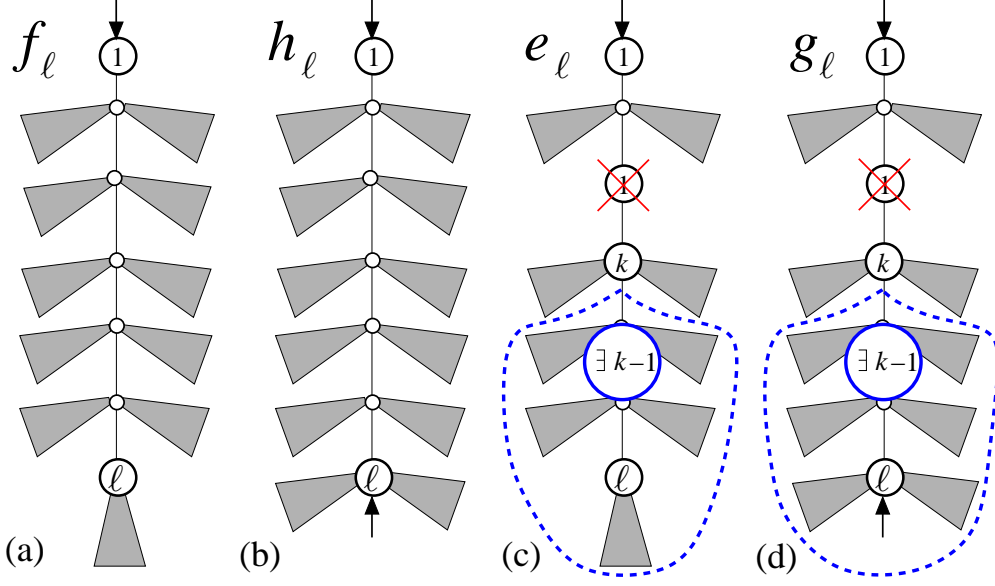 f_ℓ h_ℓ e_ℓ g_ℓ
1 1 1 1
1 1
k k
∃ k−1 ∃ k−1
ℓ ℓ ℓ ℓ
(a) (b) (c) (d)